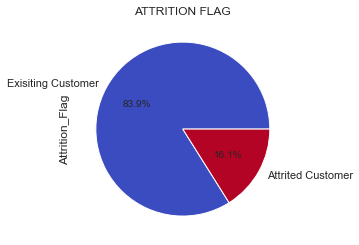 ATTRITION FLAG
Exisiting Customer
83.9%
Attrition_Flag
16.1%
Attrited Customer